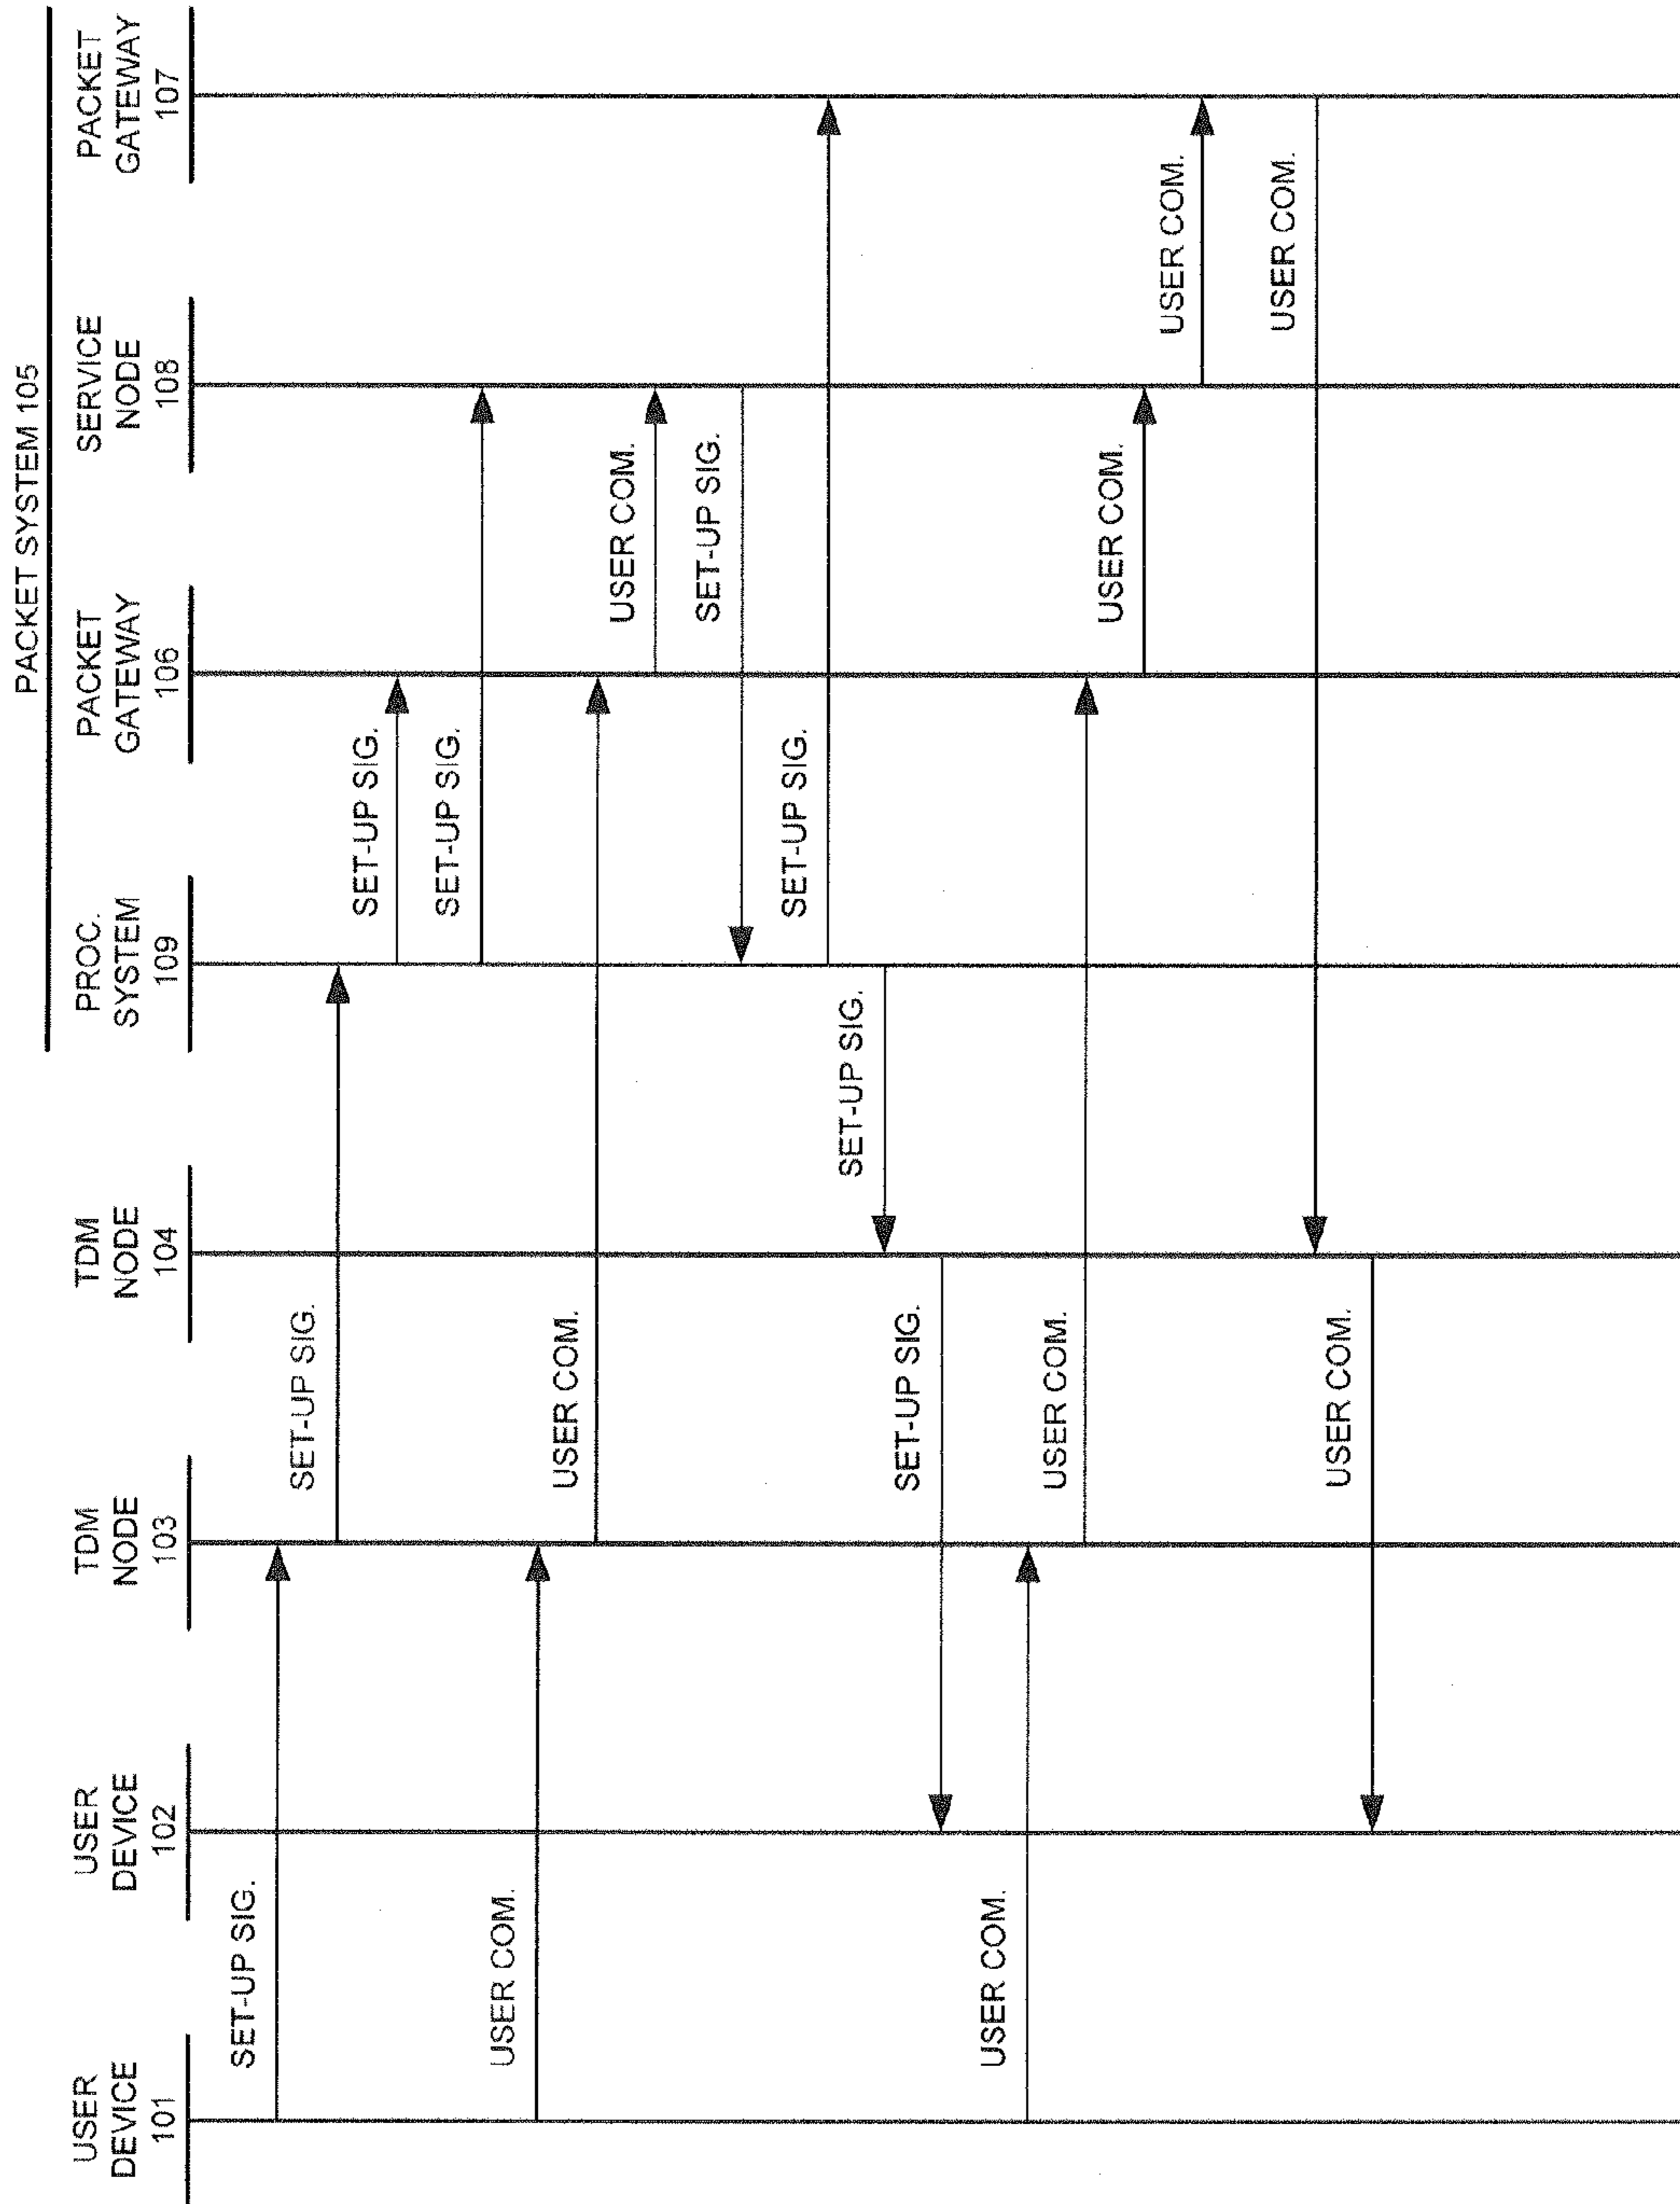 PACKET SYSTEM 105
USER
DEVICE
101
USER
DEVICE
102
TDM
NODE
103
TDM
NODE
104
PROC.
SYSTEM
109
PACKET
GATEWAY
106
SERVICE
NODE
108
PACKET
GATEWAY
107
SET-UP SIG.
SET-UP SIG.
SET-UP SIG.
SET-UP SIG.
USER COM.
USER COM.
USER COM.
SET-UP SIG.
SET-UP SIG.
SET-UP SIG.
SET-UP SIG.
USER COM.
USER COM.
USER COM.
USER COM.
USER COM.
USER COM.